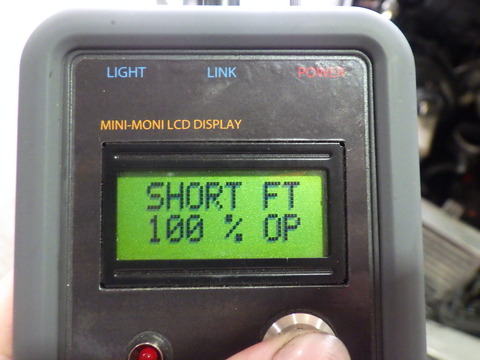 LIGHT LINK POWER
MINI-MONI LCD DISPLAY
SHORT FT
100 % OP